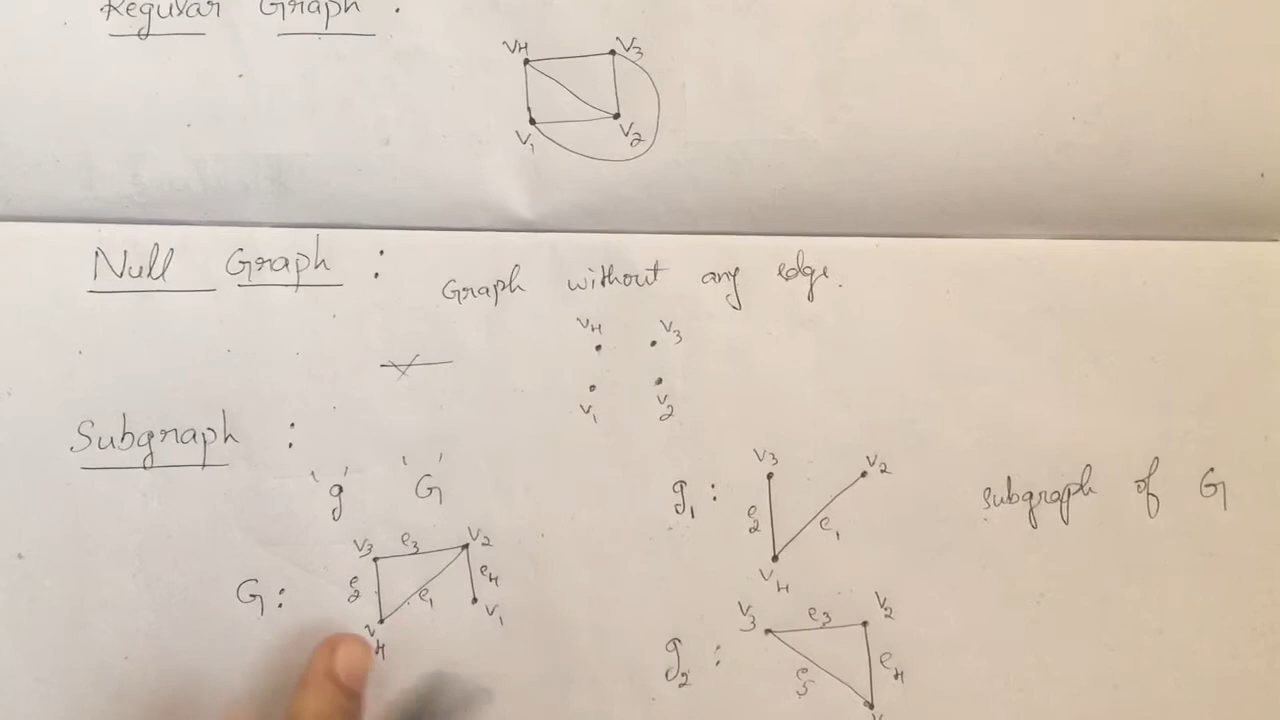 Regular Graph .
V4 V3
V1 V2
Null Graph : Graph without any edge.
V4 V3
V1 V2
Subgraph :
'g' 'G'
g1 : V3 V2
e2 e1
V4
subgraph of G
G : V3 e3 V2
e2 e1 e4
V4 V1
g2 : V3 e3 V2
e5 e4
V